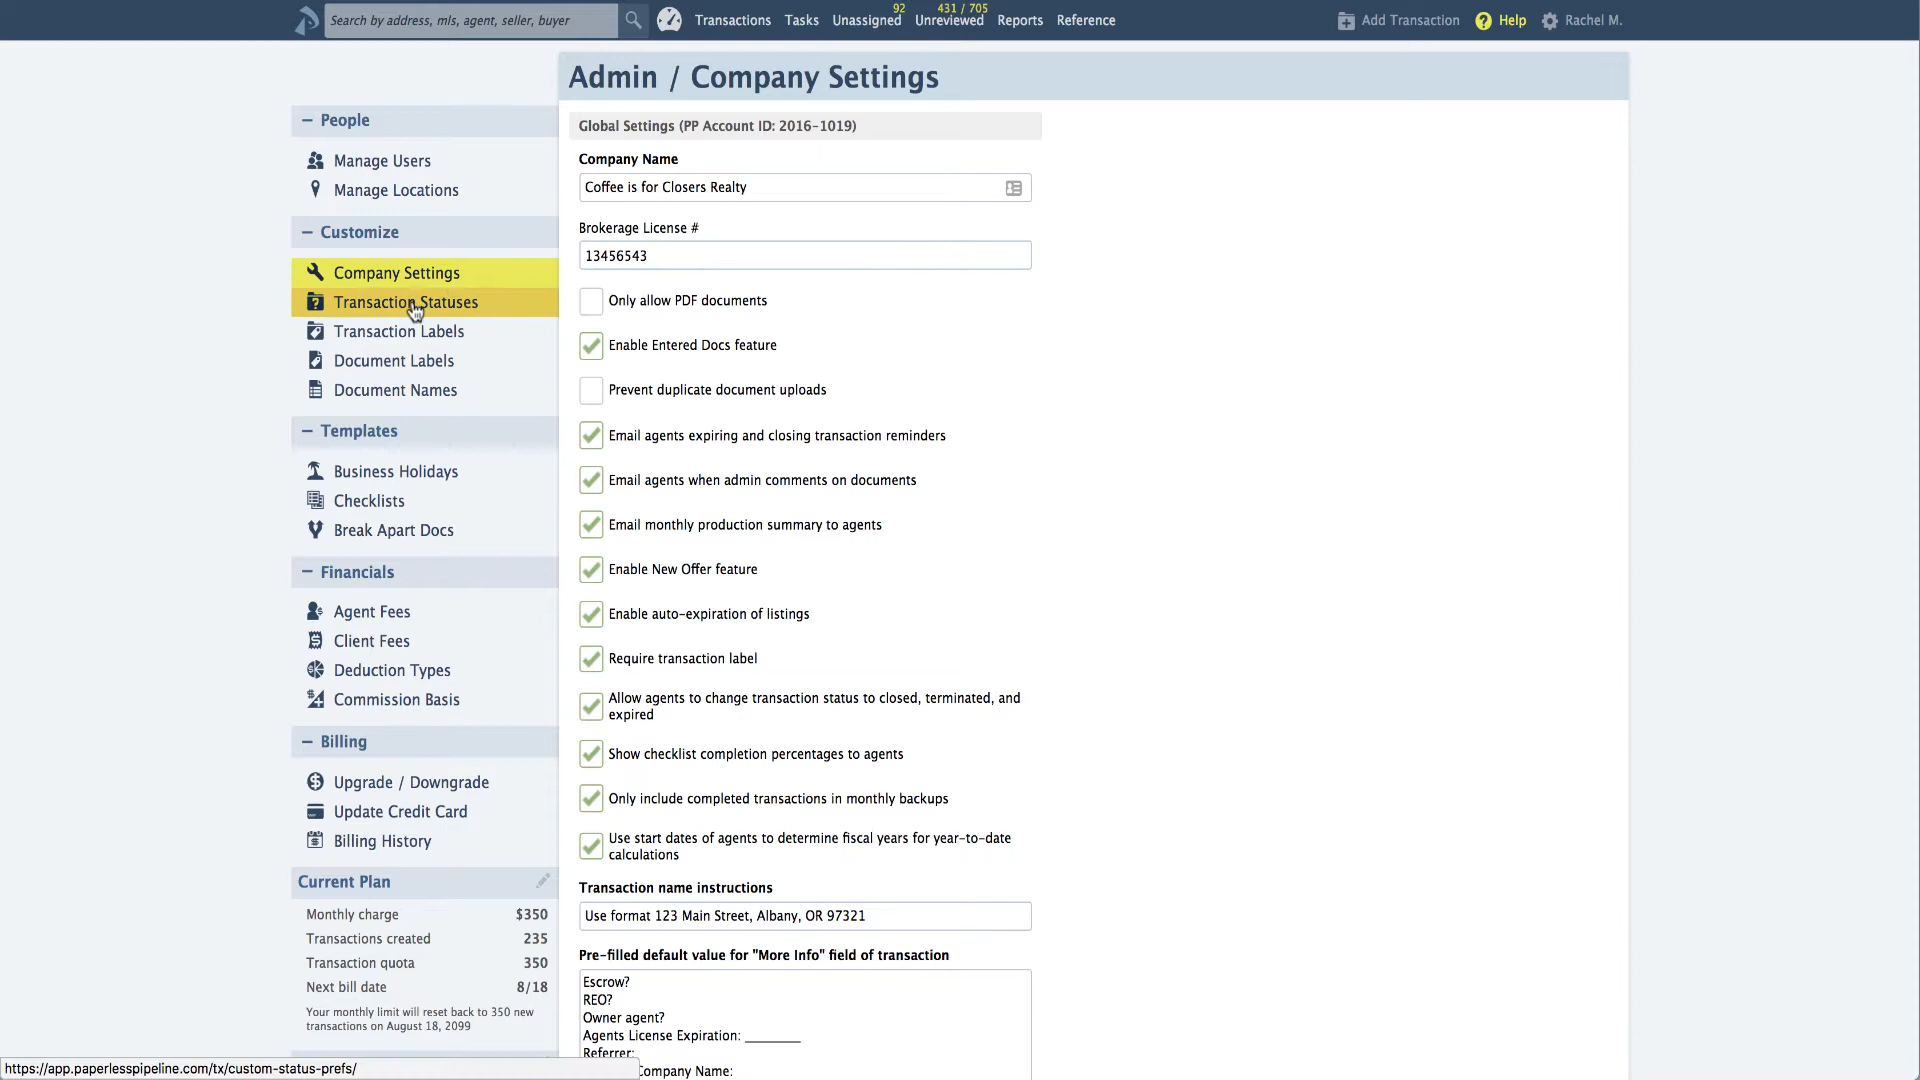 Search by address, mls, agent, seller, buyer
Transactions
Tasks
92
Unassigned
431 / 705
Unreviewed
Reports
Reference
Add Transaction
? Help
Rachel M.
Admin / Company Settings
− People
Manage Users
Manage Locations
− Customize
Company Settings
Transaction Statuses
Transaction Labels
Document Labels
Document Names
− Templates
Business Holidays
Checklists
Break Apart Docs
− Financials
Agent Fees
Client Fees
Deduction Types
Commission Basis
− Billing
Upgrade / Downgrade
Update Credit Card
Billing History
Current Plan
Monthly charge $350
Transactions created 235
Transaction quota 350
Next bill date 8/18
Your monthly limit will reset back to 350 new
transactions on August 18, 2099
Global Settings (PP Account ID: 2016-1019)
Company Name
Coffee is for Closers Realty
Brokerage License #
13456543
Only allow PDF documents
Enable Entered Docs feature
Prevent duplicate document uploads
Email agents expiring and closing transaction reminders
Email agents when admin comments on documents
Email monthly production summary to agents
Enable New Offer feature
Enable auto-expiration of listings
Require transaction label
Allow agents to change transaction status to closed, terminated, and
expired
Show checklist completion percentages to agents
Only include completed transactions in monthly backups
Use start dates of agents to determine fiscal years for year-to-date
calculations
Transaction name instructions
Use format 123 Main Street, Albany, OR 97321
Pre-filled default value for "More Info" field of transaction
Escrow?
REO?
Owner agent?
Agents License Expiration: ________
Referrer:
Company Name:
https://app.paperlesspipeline.com/tx/custom-status-prefs/